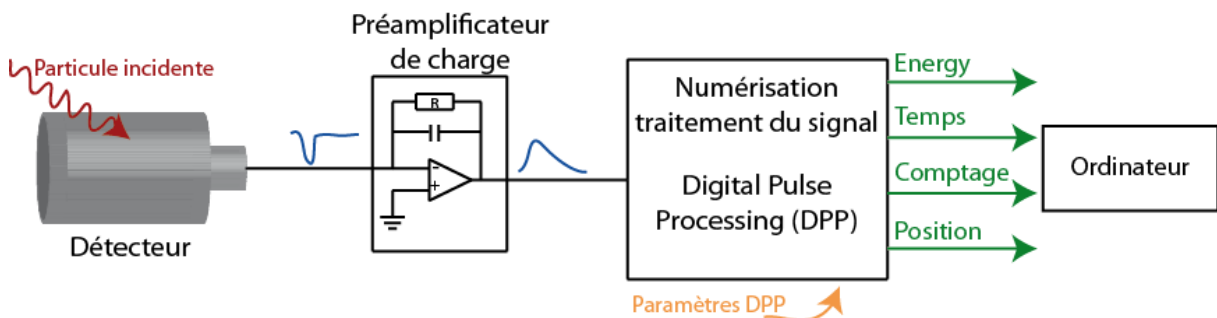 Particule incidente
Détecteur
Préamplificateur
de charge
R
-
+
Numérisation
traitement du signal
Digital Pulse
Processing (DPP)
Paramètres DPP
Energy
Temps
Comptage
Position
Ordinateur